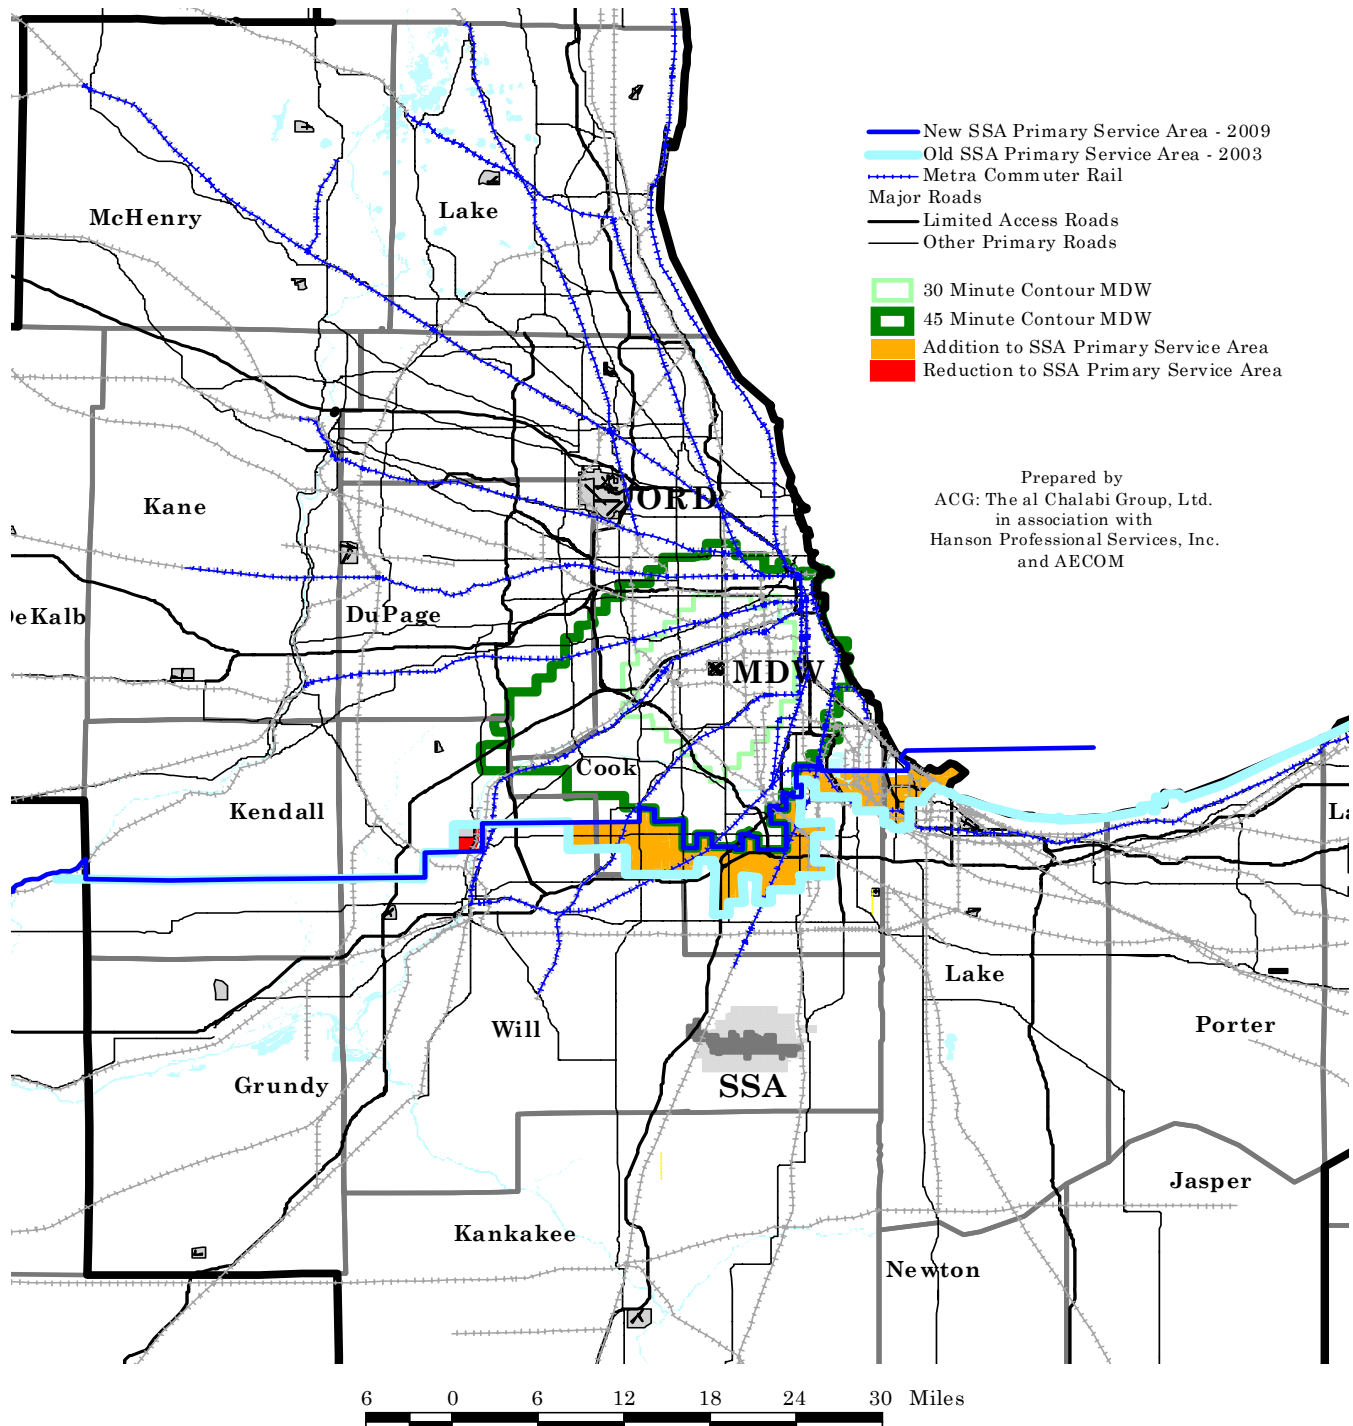 New SSA Primary Service Area - 2009
Old SSA Primary Service Area - 2003
Metra Commuter Rail
Major Roads
Limited Access Roads
Other Primary Roads
30 Minute Contour MDW
45 Minute Contour MDW
Addition to SSA Primary Service Area
Reduction to SSA Primary Service Area
Prepared by
ACG: The al Chalabi Group, Ltd.
in association with
Hanson Professional Services, Inc.
and AECOM
McHenry
Lake
Kane
ORD
DeKalb
DuPage
MDW
Cook
Kendall
La
Lake
Will
Porter
Grundy
SSA
Jasper
Kankakee
Newton
6 0 6 12 18 24 30 Miles